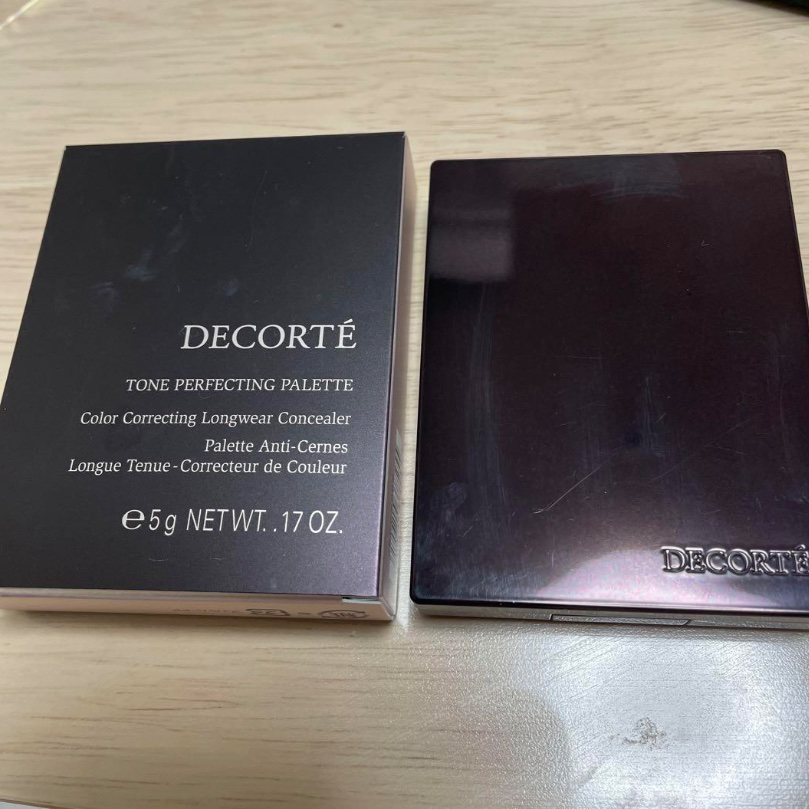 DECORTÉ
TONE PERFECTING PALETTE
Color Correcting Longwear Concealer
Palette Anti-Cernes
Longue Tenue-Correcteur de Couleur
℮5g NET WT. .17 OZ.
DECORTÉ